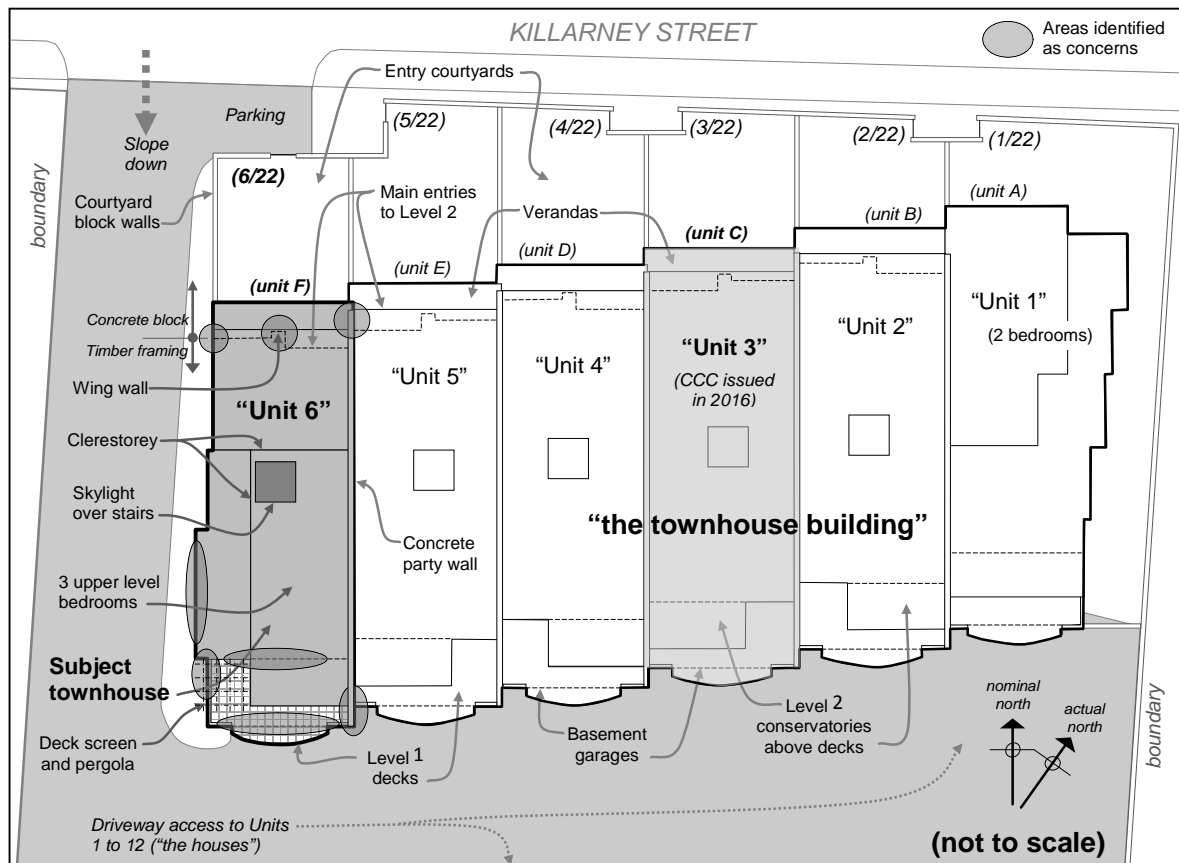 KILLARNEY STREET
Areas identified
as concerns
Entry courtyards
Parking
Slope
down
(5/22)
(4/22)
(3/22)
(2/22)
(1/22)
(6/22)
boundary
Courtyard
block walls
Main entries
to Level 2
Verandas
(unit A)
(unit B)
(unit C)
(unit D)
(unit E)
(unit F)
Concrete block
Timber framing
Wing wall
"Unit 6"
"Unit 5"
"Unit 4"
"Unit 3"
(CCC issued
in 2016)
"Unit 2"
"Unit 1"
(2 bedrooms)
Clerestorey
Skylight
over stairs
"the townhouse building"
Concrete
party wall
3 upper level
bedrooms
Subject
townhouse
Deck screen
and pergola
Level 1
decks
Basement
garages
Level 2
conservatories
above decks
nominal
north
actual
north
boundary
Driveway access to Units
1 to 12 ("the houses")
(not to scale)